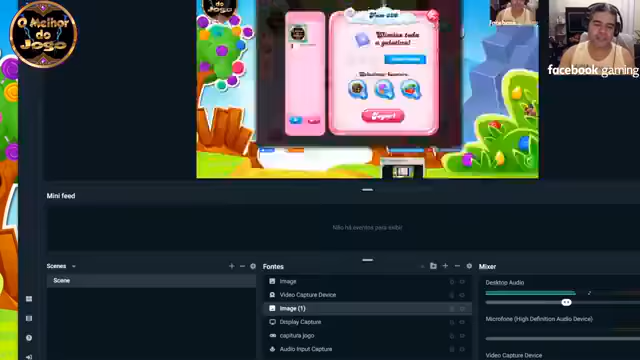 O Melhor
do
Jogo
facebook gaming
Mini feed
Não há eventos para exibir
Scenes
Fontes
Mixer
Scene
Image
Video Capture Device
Image (1)
Display Capture
captura jogo
Audio Input Capture
Desktop Audio
Microfone (High Definition Audio Device)
Video Capture Device